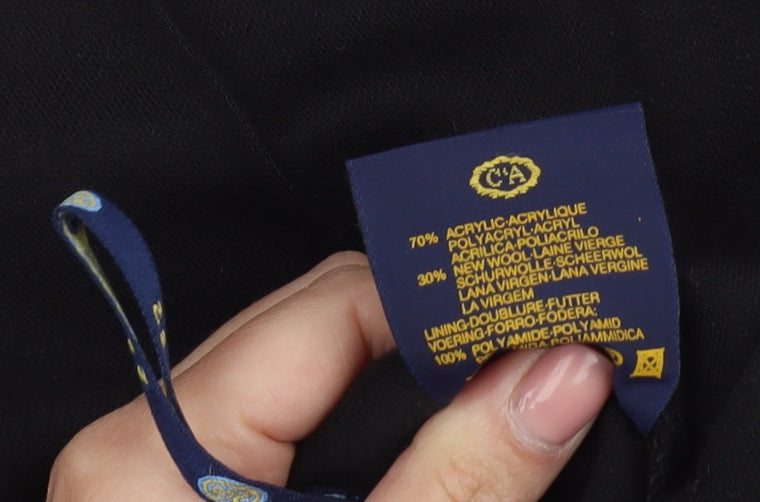 C&A
70% ACRYLIC·ACRYLIQUE
POLYACRYL·ACRYL
ACRILICA·POLIACRILO
30% NEW WOOL·LAINE VIERGE
SCHURWOLLE·SCHEERWOL
LANA VIRGEN·LANA VERGINE
LA VIRGEM
LINING·DOUBLURE·FUTTER
VOERING·FORRO·FODERA:
100% POLYAMIDE·POLYAMID
POLIAMMIDICA